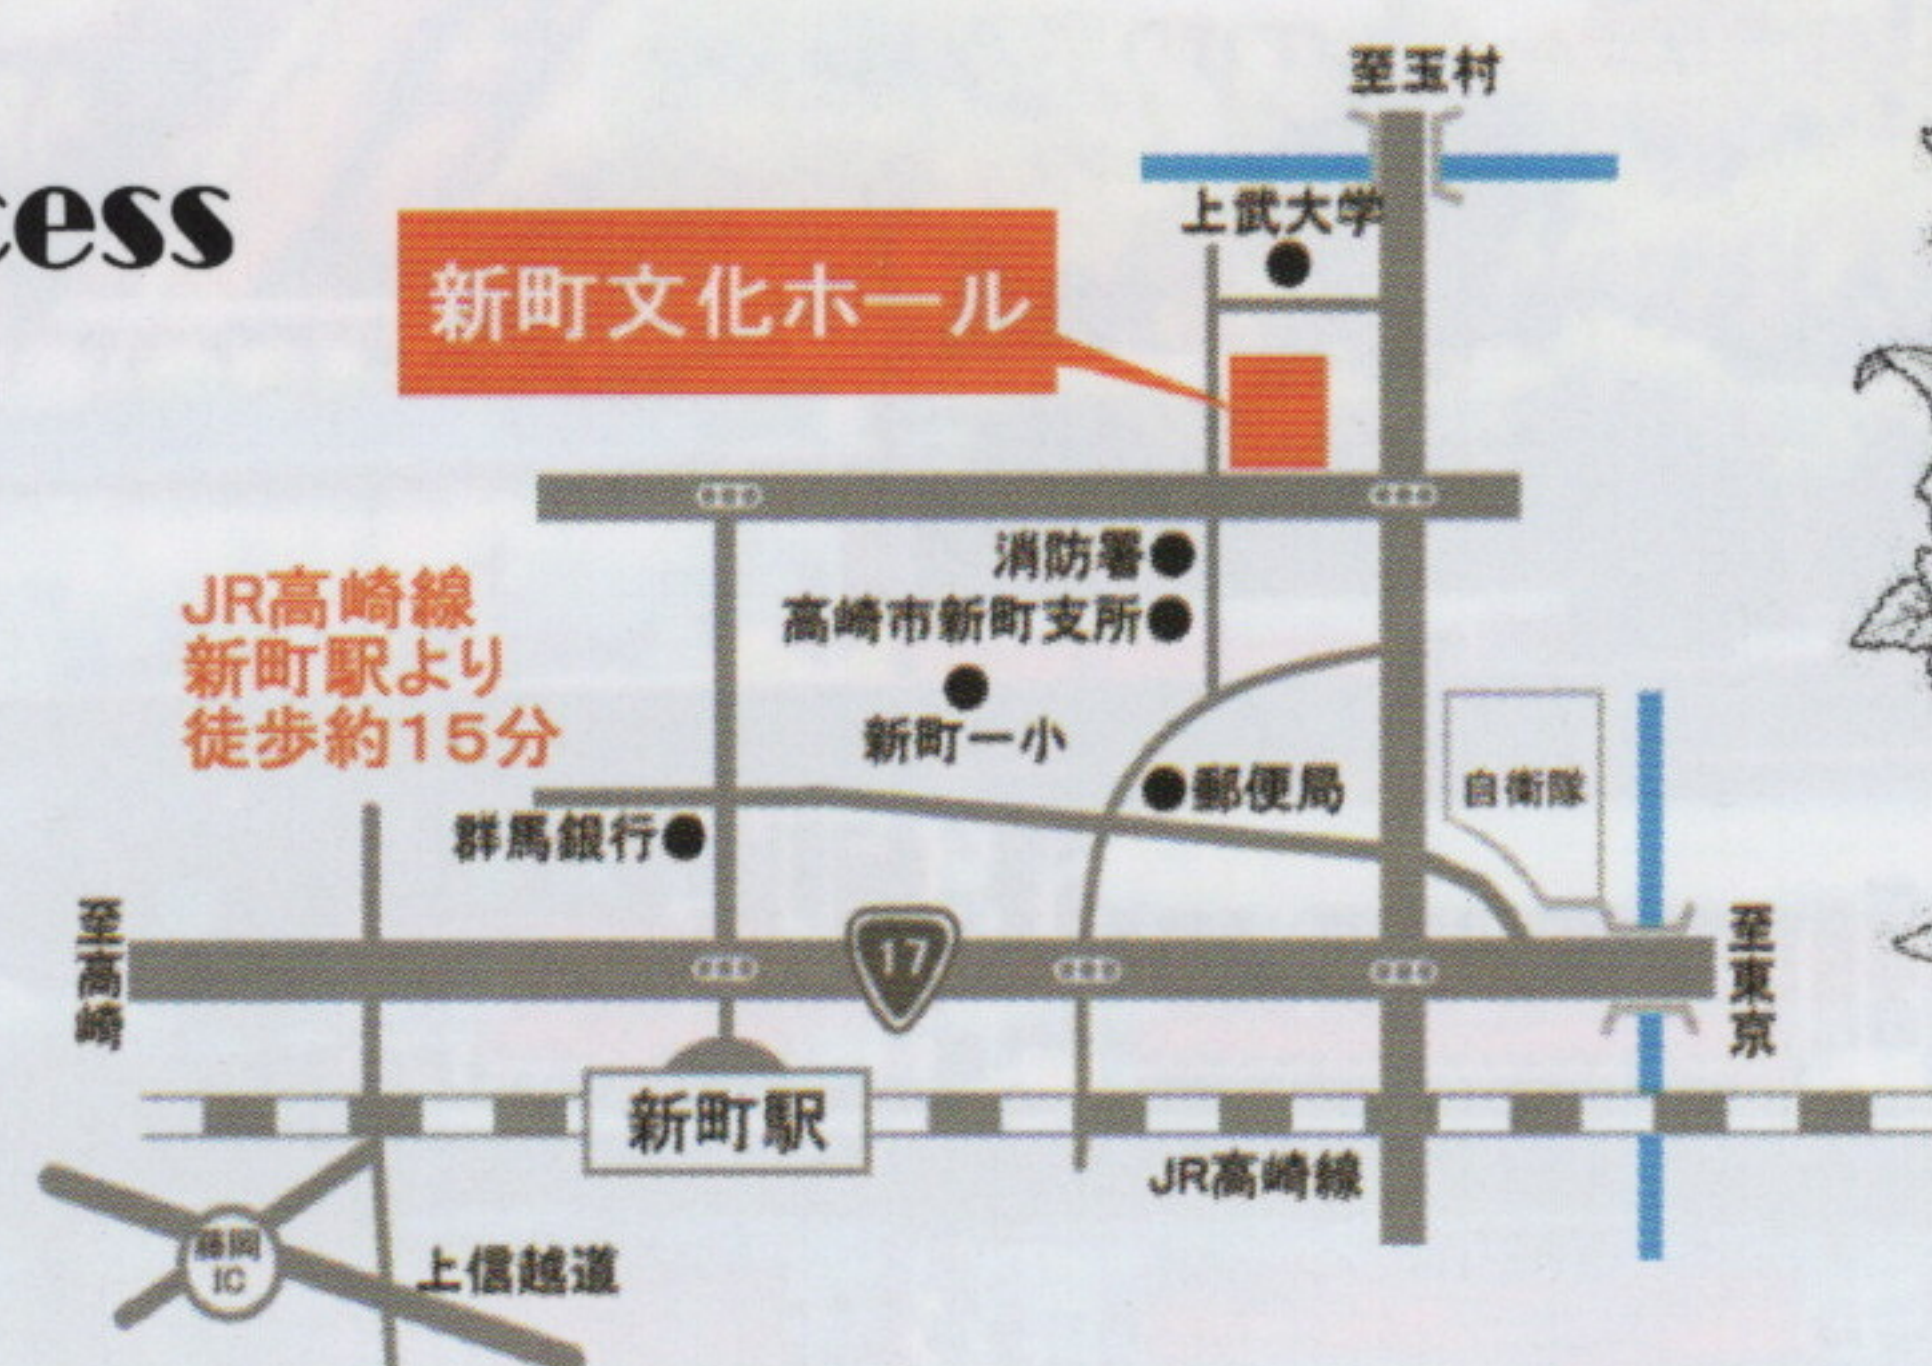 至玉村
cess
上武大学
新町文化ホール
消防署
高崎市新町支所
JR高崎線
新町駅より
徒歩約15分
新町一小
郵便局
自衛隊
群馬銀行
至高崎
17
至東京
新町駅
JR高崎線
藤岡
IC
上信越道